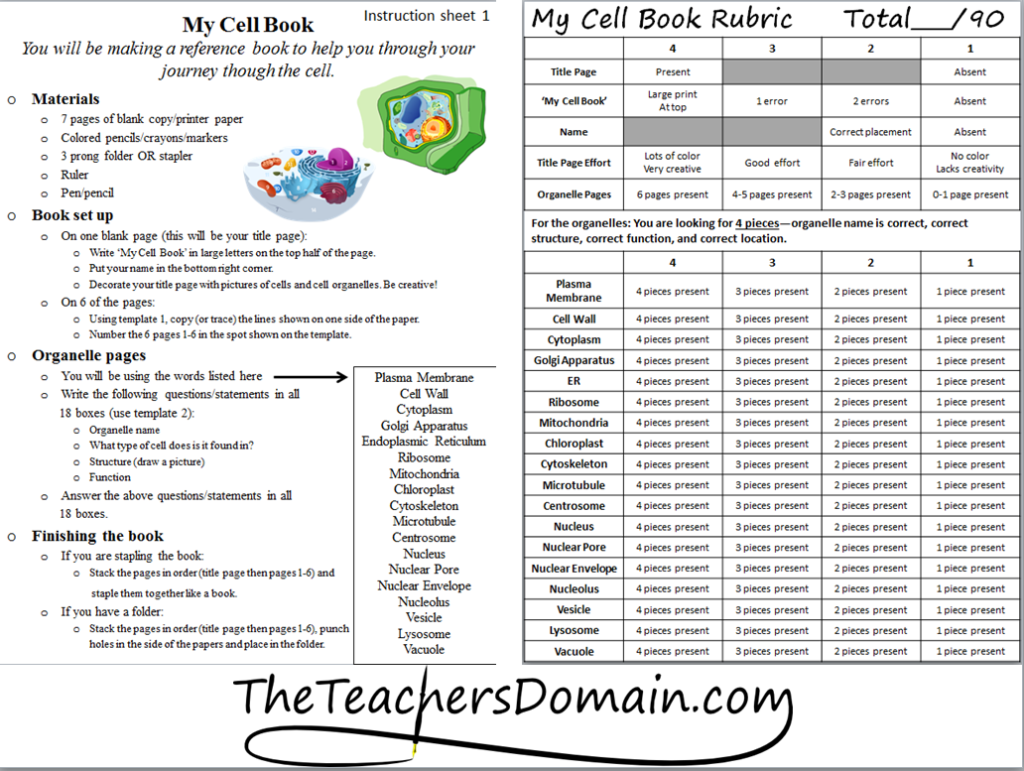 Instruction sheet 1
My Cell Book
You will be making a reference book to help you through your
journey though the cell.
o Materials
o 7 pages of blank copy/printer paper
o Colored pencils/crayons/markers
o 3 prong folder OR stapler
o Ruler
o Pen/pencil
o Book set up
o On one blank page (this will be your title page):
o Write ‘My Cell Book’ in large letters on the top half of the page.
o Put your name in the bottom right corner.
o Decorate your title page with pictures of cells and cell organelles. Be creative!
o On 6 of the pages:
o Using template 1, copy (or trace) the lines shown on one side of the paper.
o Number the 6 pages 1-6 in the spot shown on the template.
o Organelle pages
o You will be using the words listed here
o Write the following questions/statements in all
18 boxes (use template 2):
o Organelle name
o What type of cell does is it found in?
o Structure (draw a picture)
o Function
o Answer the above questions/statements in all
18 boxes.
o Finishing the book
o If you are stapling the book:
o Stack the pages in order (title page then pages 1-6) and
staple them together like a book.
o If you have a folder:
o Stack the pages in order (title page then pages 1-6), punch
holes in the side of the papers and place in the folder.
Plasma Membrane
Cell Wall
Cytoplasm
Golgi Apparatus
Endoplasmic Reticulum
Ribosome
Mitochondria
Chloroplast
Cytoskeleton
Microtubule
Centrosome
Nucleus
Nuclear Pore
Nuclear Envelope
Nucleolus
Vesicle
Lysosome
Vacuole
My Cell Book Rubric Total___/90
4 3 2 1
Title Page Present Absent
‘My Cell Book’ Large print At top 1 error 2 errors Absent
Name Correct placement Absent
Title Page Effort Lots of color Very creative Good effort Fair effort No color Lacks creativity
Organelle Pages 6 pages present 4-5 pages present 2-3 pages present 0-1 page present
For the organelles: You are looking for 4 pieces—organelle name is correct, correct
structure, correct function, and correct location.
4 3 2 1
Plasma Membrane 4 pieces present 3 pieces present 2 pieces present 1 piece present
Cell Wall 4 pieces present 3 pieces present 2 pieces present 1 piece present
Cytoplasm 4 pieces present 3 pieces present 2 pieces present 1 piece present
Golgi Apparatus 4 pieces present 3 pieces present 2 pieces present 1 piece present
ER 4 pieces present 3 pieces present 2 pieces present 1 piece present
Ribosome 4 pieces present 3 pieces present 2 pieces present 1 piece present
Mitochondria 4 pieces present 3 pieces present 2 pieces present 1 piece present
Chloroplast 4 pieces present 3 pieces present 2 pieces present 1 piece present
Cytoskeleton 4 pieces present 3 pieces present 2 pieces present 1 piece present
Microtubule 4 pieces present 3 pieces present 2 pieces present 1 piece present
Centrosome 4 pieces present 3 pieces present 2 pieces present 1 piece present
Nucleus 4 pieces present 3 pieces present 2 pieces present 1 piece present
Nuclear Pore 4 pieces present 3 pieces present 2 pieces present 1 piece present
Nuclear Envelope 4 pieces present 3 pieces present 2 pieces present 1 piece present
Nucleolus 4 pieces present 3 pieces present 2 pieces present 1 piece present
Vesicle 4 pieces present 3 pieces present 2 pieces present 1 piece present
Lysosome 4 pieces present 3 pieces present 2 pieces present 1 piece present
Vacuole 4 pieces present 3 pieces present 2 pieces present 1 piece present
TheTeachersDomain.com